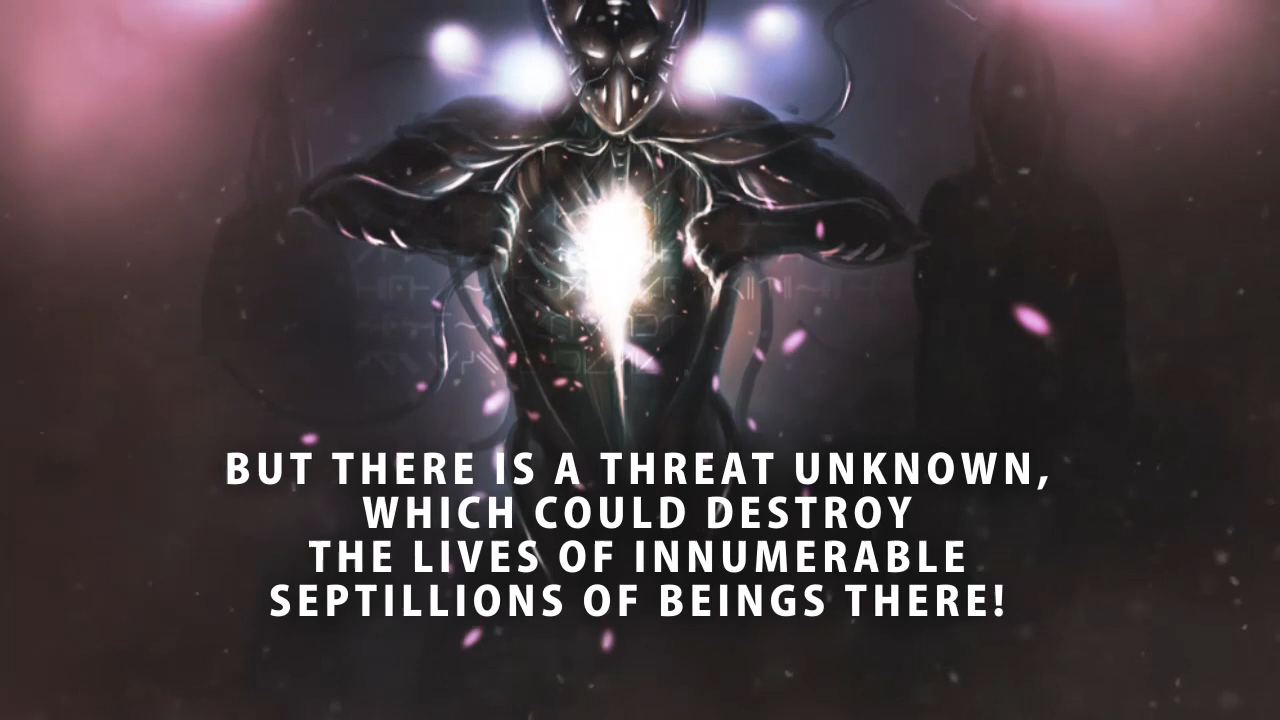 BUT THERE IS A THREAT UNKNOWN,
WHICH COULD DESTROY
THE LIVES OF INNUMERABLE
SEPTILLIONS OF BEINGS THERE!